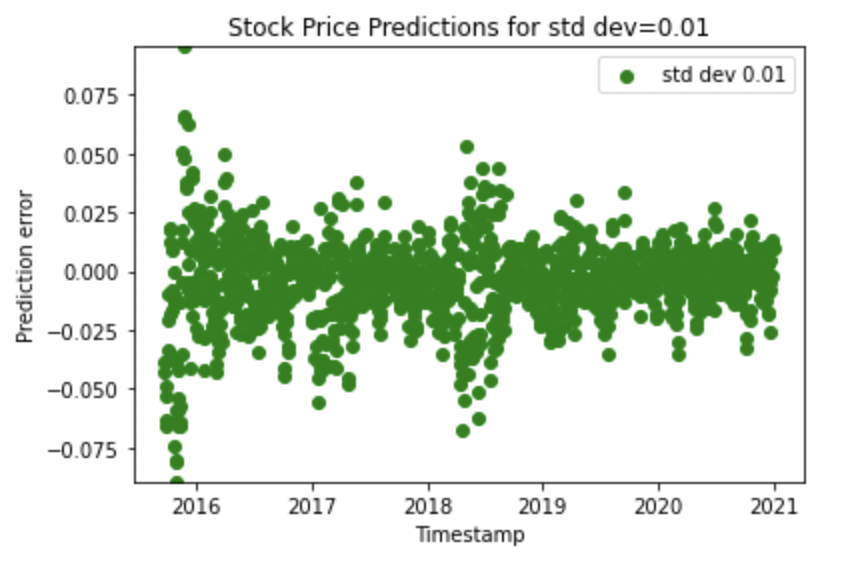 Stock Price Predictions for std dev=0.01
std dev 0.01
0.075
0.050
0.025
0.000
−0.025
−0.050
−0.075
Prediction error
2016 2017 2018 2019 2020 2021
Timestamp